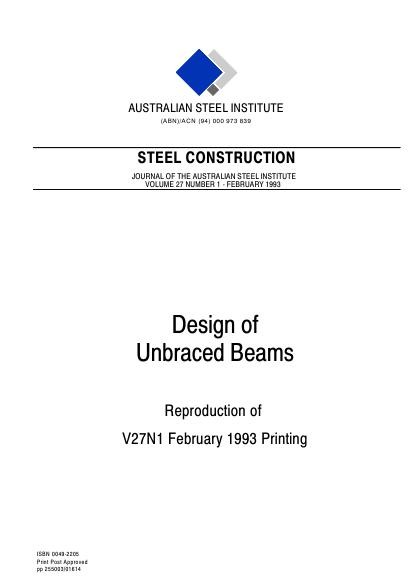 AUSTRALIAN STEEL INSTITUTE
(ABN)/ACN (94) 000 973 839
STEEL CONSTRUCTION
JOURNAL OF THE AUSTRALIAN STEEL INSTITUTE
VOLUME 27 NUMBER 1 - FEBRUARY 1993
Design of
Unbraced Beams
Reproduction of
V27N1 February 1993 Printing
ISBN 0049-2205
Print Post Approved
pp 255003/01614